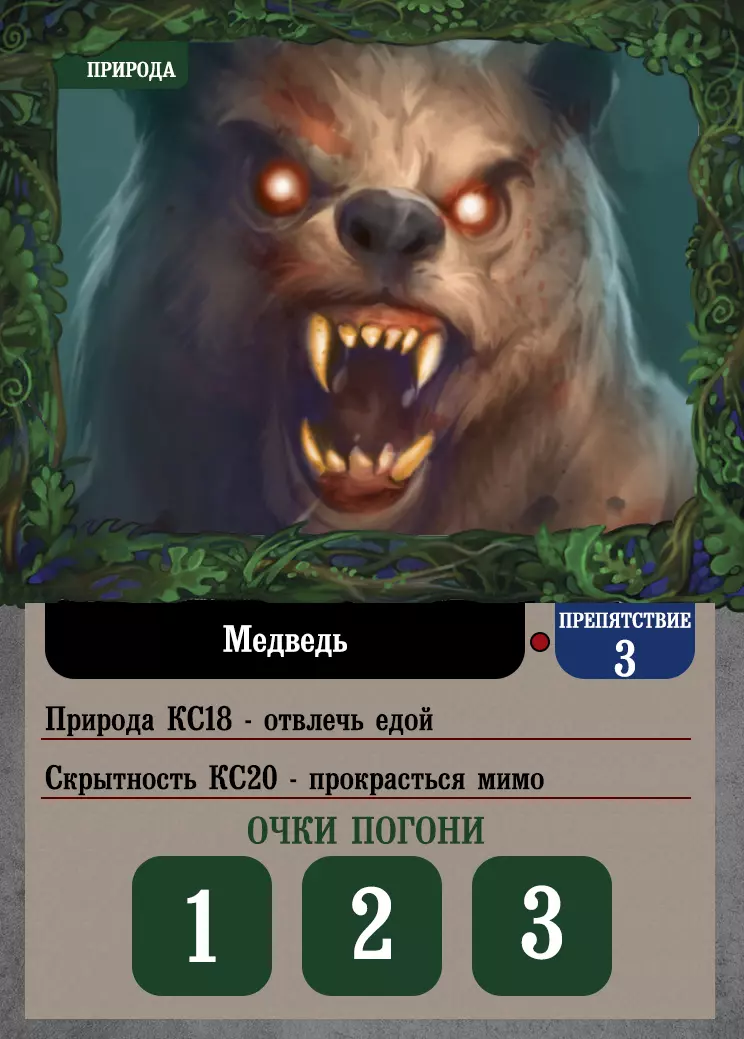 ПРИРОДА
Медведь
ПРЕПЯТСТВИЕ
3
Природа КС18 - отвлечь едой
Скрытность КС20 - прокрасться мимо
ОЧКИ ПОГОНИ
1 2 3